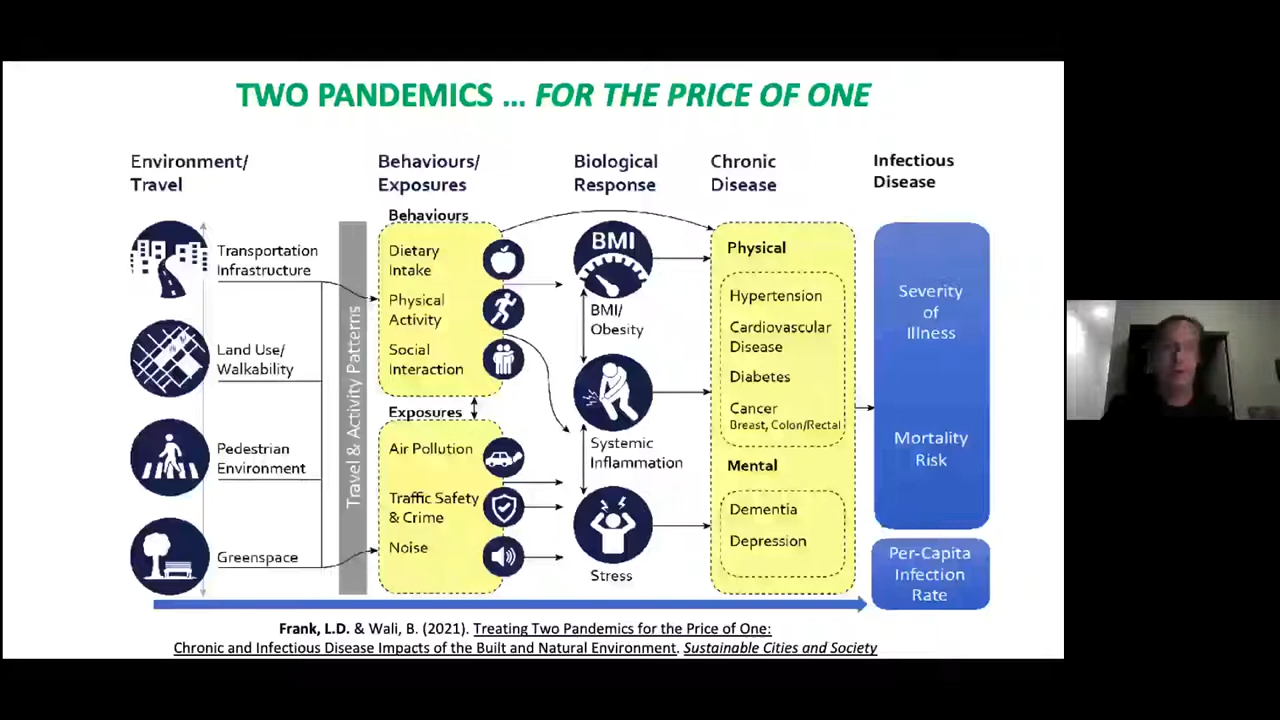 TWO PANDEMICS ... FOR THE PRICE OF ONE
Environment/
Travel
Behaviours/
Exposures
Biological
Response
Chronic
Disease
Infectious
Disease
Transportation
Infrastructure
Land Use/
Walkability
Pedestrian
Environment
Greenspace
Travel & Activity Patterns
Behaviours
Dietary
Intake
Physical
Activity
Social
Interaction
Exposures
Air Pollution
Traffic Safety
& Crime
Noise
BMI
BMI/
Obesity
Systemic
Inflammation
Stress
Physical
Hypertension
Cardiovascular
Disease
Diabetes
Cancer
Breast, Colon/Rectal
Mental
Dementia
Depression
Severity
of
Illness
Mortality
Risk
Per-Capita
Infection
Rate
Frank, L.D. & Wali, B. (2021). Treating Two Pandemics for the Price of One:
Chronic and Infectious Disease Impacts of the Built and Natural Environment. Sustainable Cities and Society